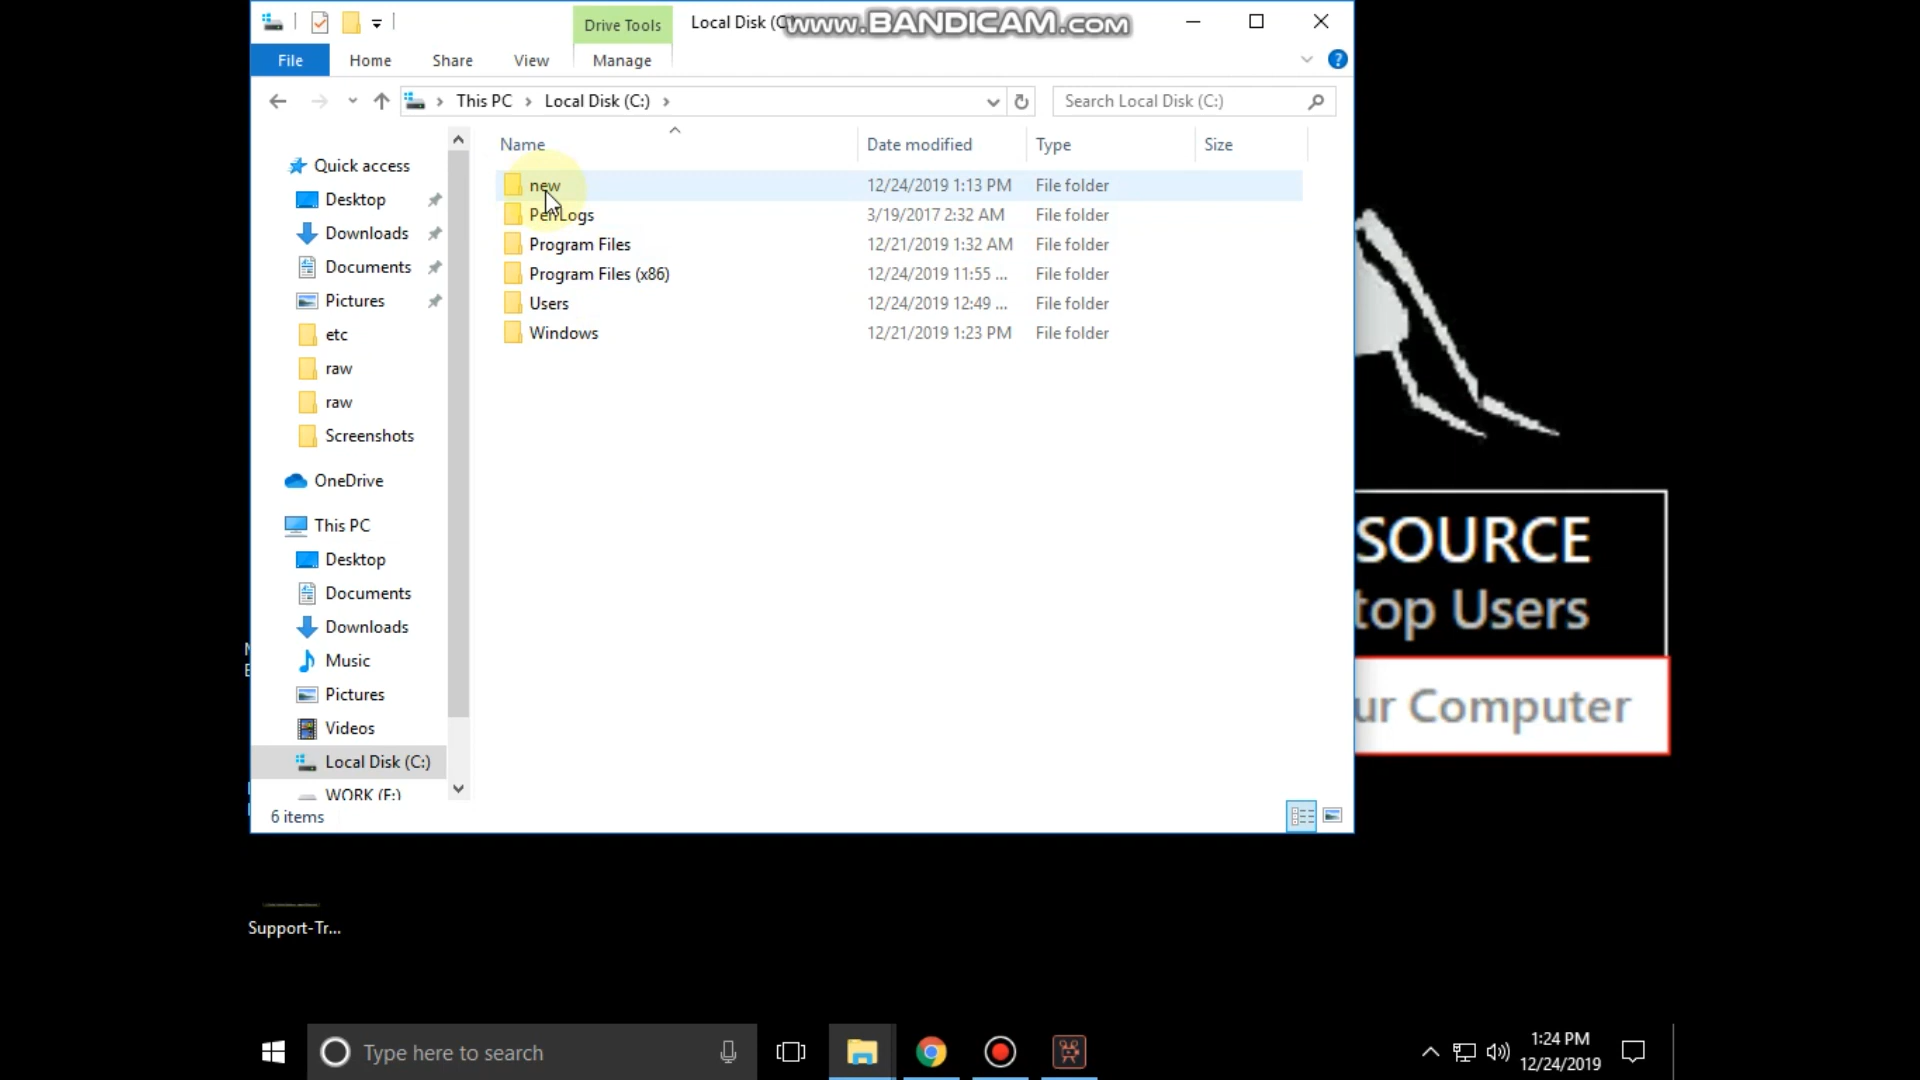 Drive Tools
Local Disk (C
www.BANDICAM.com
File
Home
Share
View
Manage
This PC
Local Disk (C:)
Search Local Disk (C:)
Name
Date modified
Type
Size
Quick access
Desktop
Downloads
Documents
Pictures
etc
raw
raw
Screenshots
OneDrive
This PC
Desktop
Documents
Downloads
Music
Pictures
Videos
Local Disk (C:)
WORK (F:)
new 12/24/2019 1:13 PM File folder
PerfLogs 3/19/2017 2:32 AM File folder
Program Files 12/21/2019 1:32 AM File folder
Program Files (x86) 12/24/2019 11:55 ... File folder
Users 12/24/2019 12:49 ... File folder
Windows 12/21/2019 1:23 PM File folder
6 items
SOURCE
top Users
ur Computer
Support-Tr...
Type here to search
1:24 PM
12/24/2019